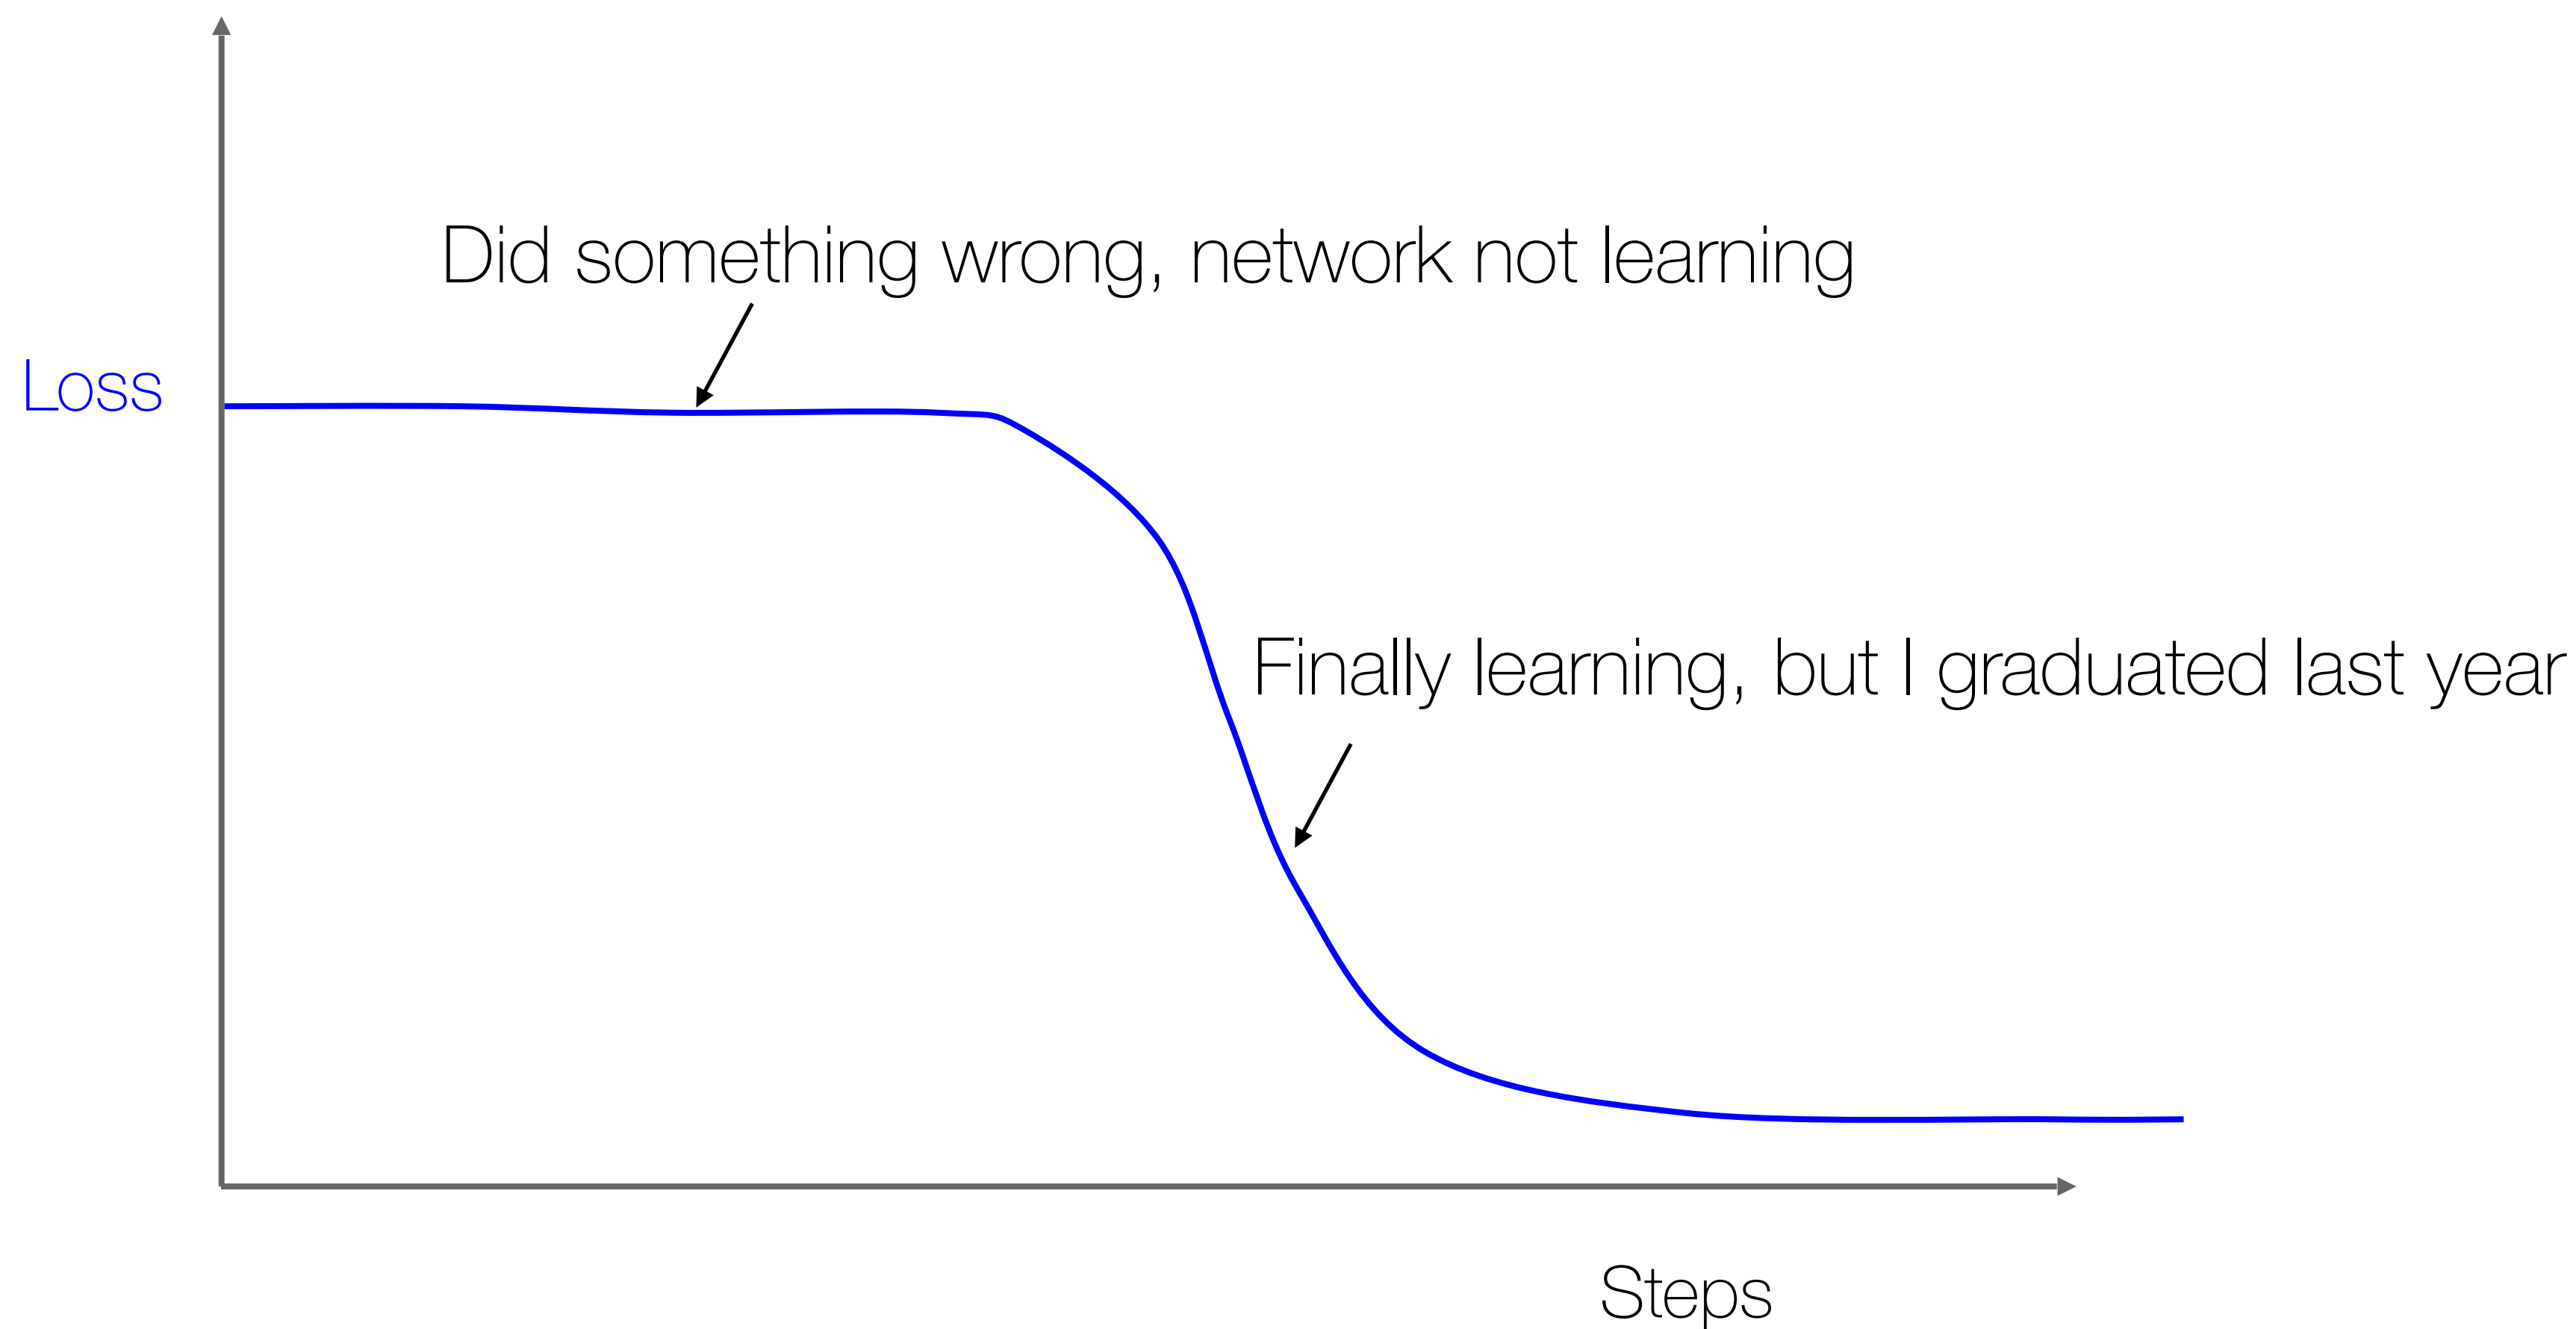 Did something wrong, network not learning
Loss
Finally learning, but I graduated last year
Steps